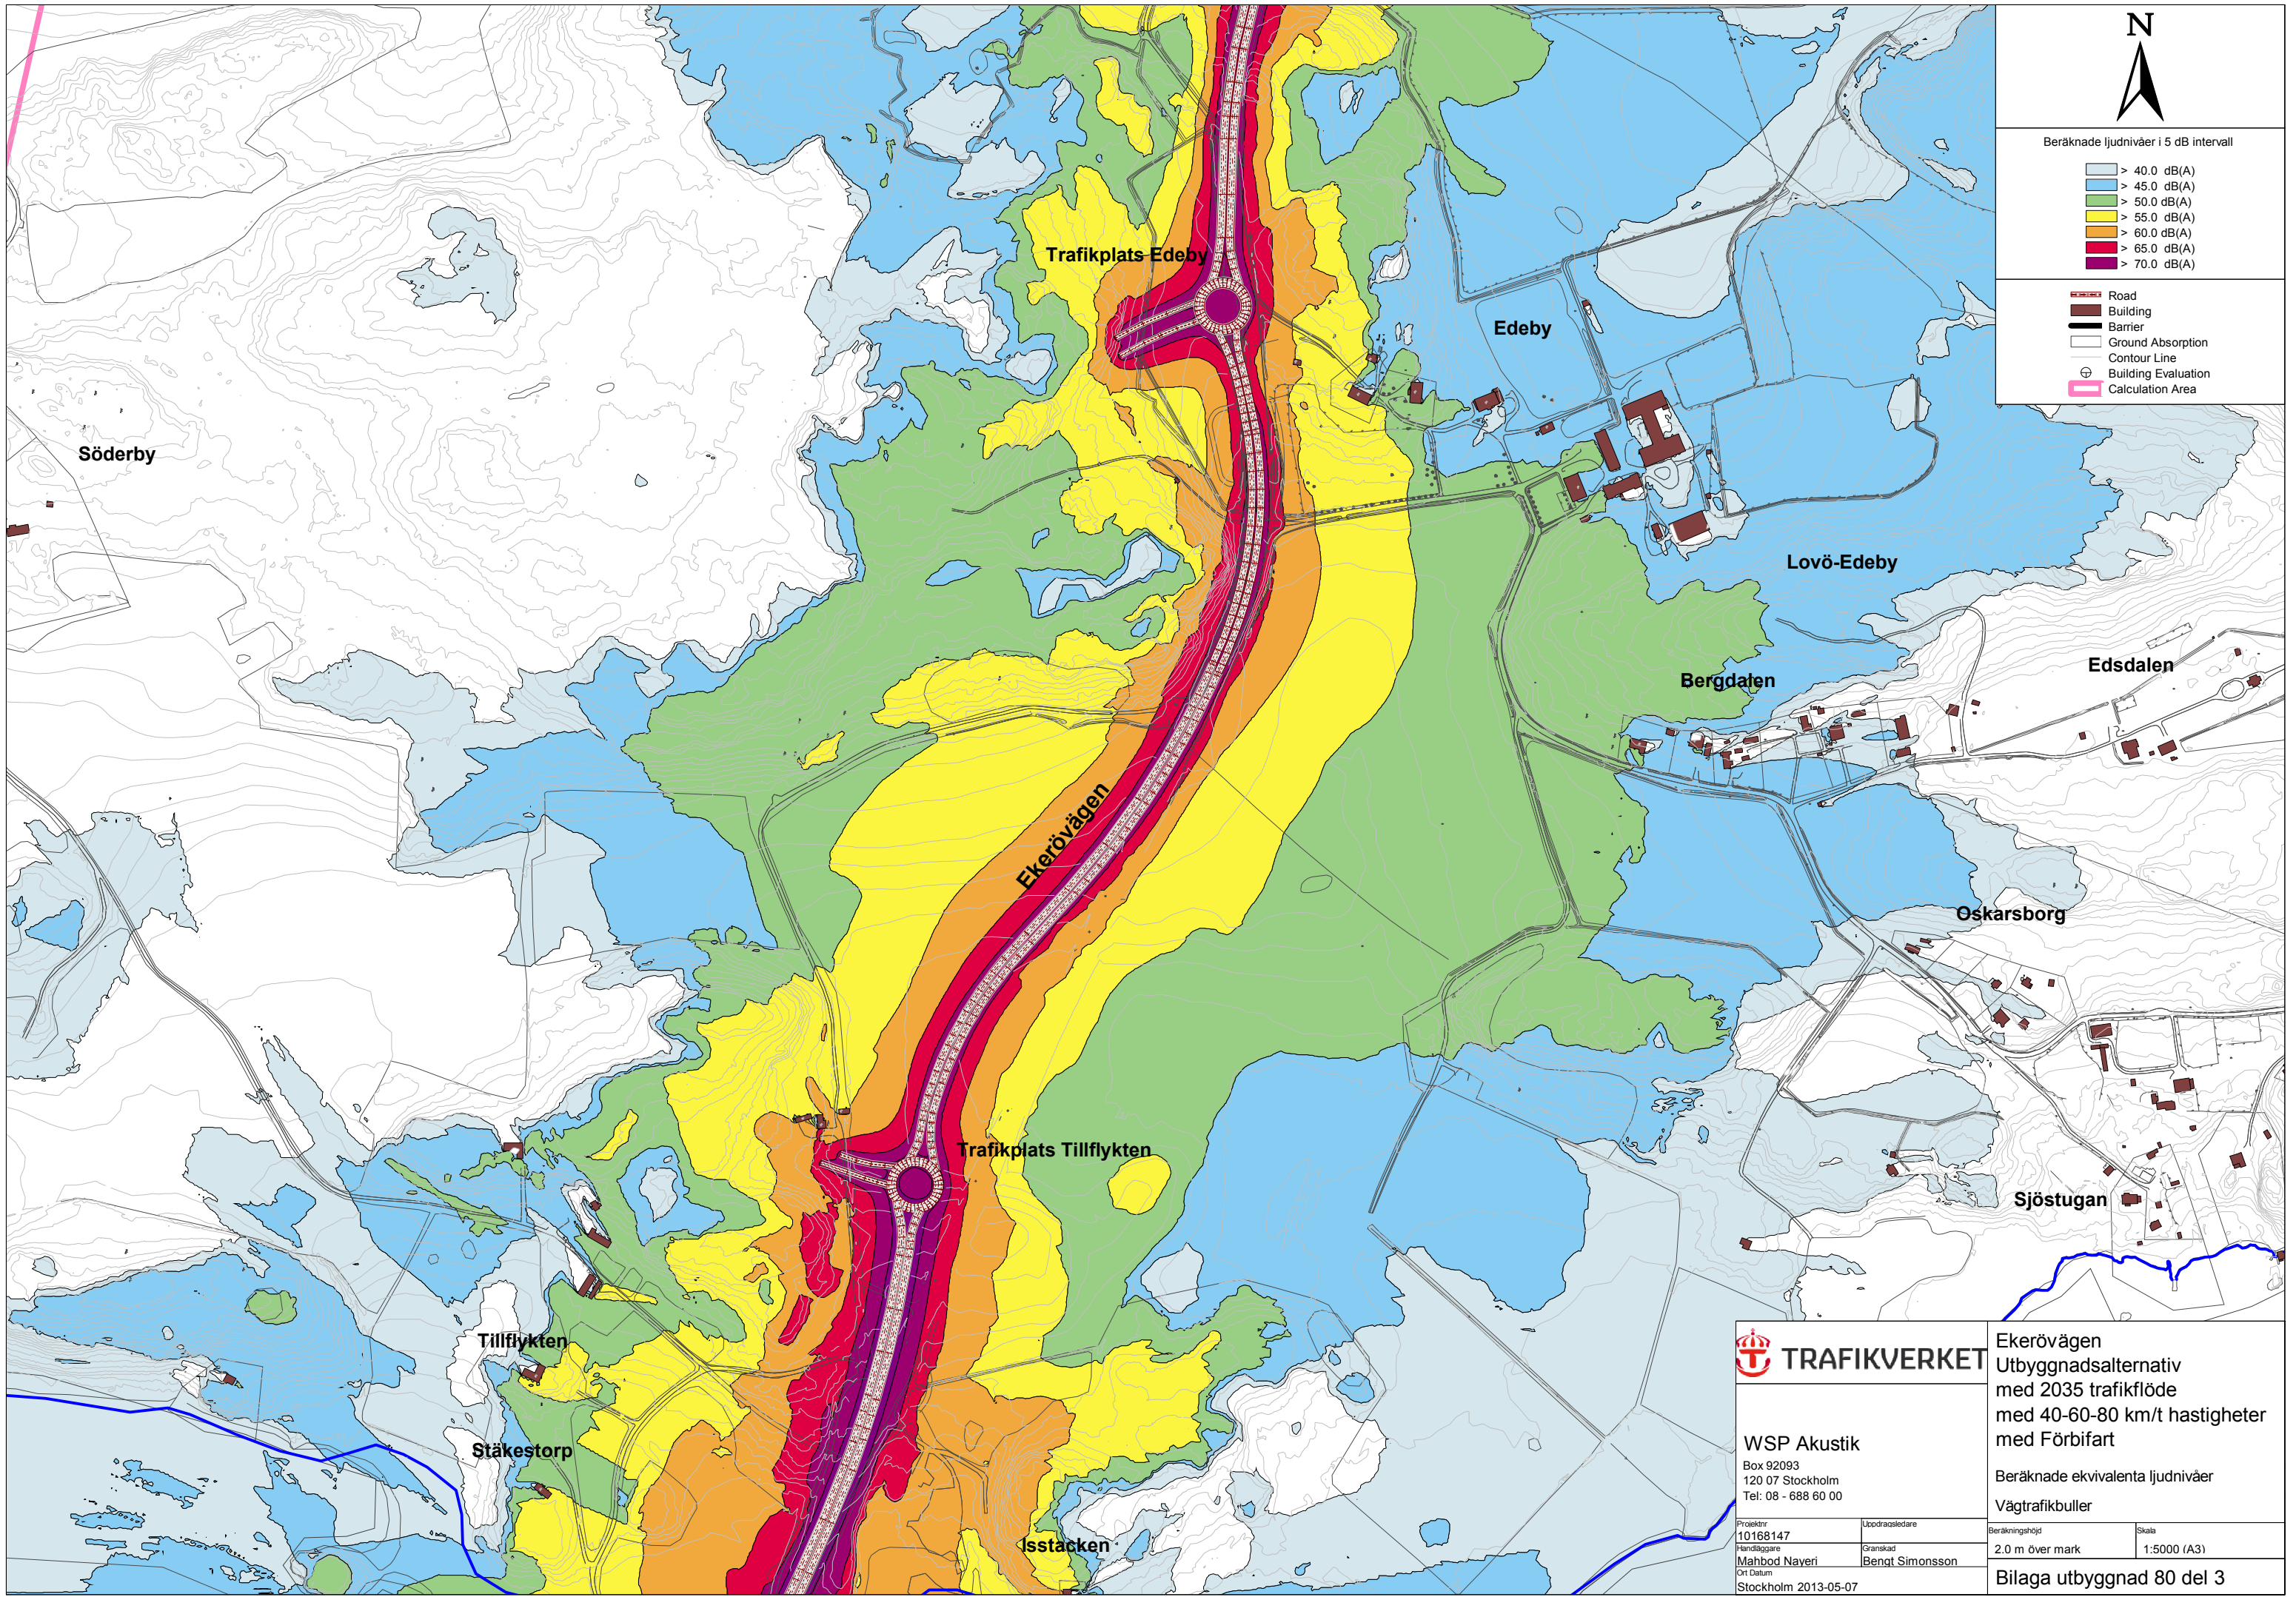 N
Beräknade ljudnivåer i 5 dB intervall
> 40.0 dB(A)
> 45.0 dB(A)
> 50.0 dB(A)
> 55.0 dB(A)
> 60.0 dB(A)
> 65.0 dB(A)
> 70.0 dB(A)
Road
Building
Barrier
Ground Absorption
Contour Line
Building Evaluation
Calculation Area
Trafikplats Edeby
Edeby
Söderby
Lovö-Edeby
Edsdalen
Bergdalen
Ekerövägen
Oskarsborg
Trafikplats Tillflykten
Sjöstugan
Tillflykten
Stäkestorp
Isstacken
TRAFIKVERKET
WSP Akustik
Box 92093
120 07 Stockholm
Tel: 08 - 688 60 00
Projektnr
10168147
Uppdragsledare
Handläggare
Mahbod Nayeri
Granskad
Bengt Simonsson
Ort Datum
Stockholm 2013-05-07
Ekerövägen
Utbyggnadsalternativ
med 2035 trafikflöde
med 40-60-80 km/t hastigheter
med Förbifart
Beräknade ekvivalenta ljudnivåer
Vägtrafikbuller
Beräkningshöjd
2.0 m över mark
Skala
1:5000 (A3)
Bilaga utbyggnad 80 del 3